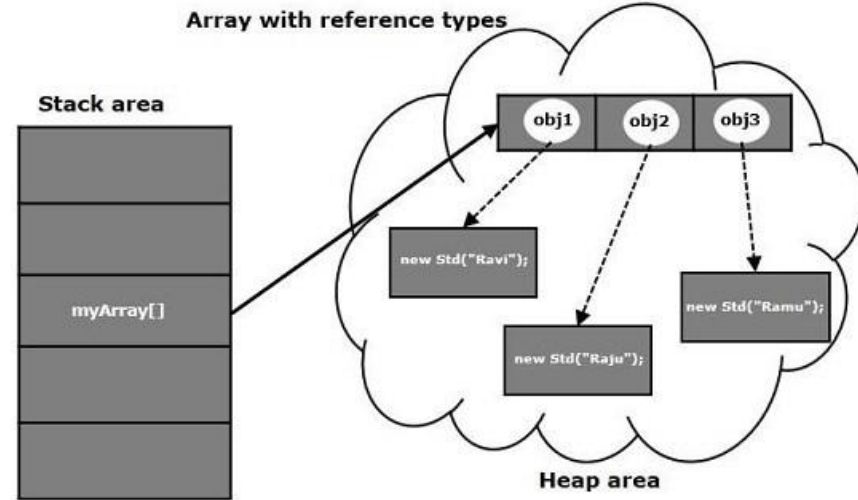 Array with reference types
Stack area
obj1 obj2 obj3
new Std("Ravi");
myArray[]
new Std("Ramu");
new Std("Raju");
Heap area